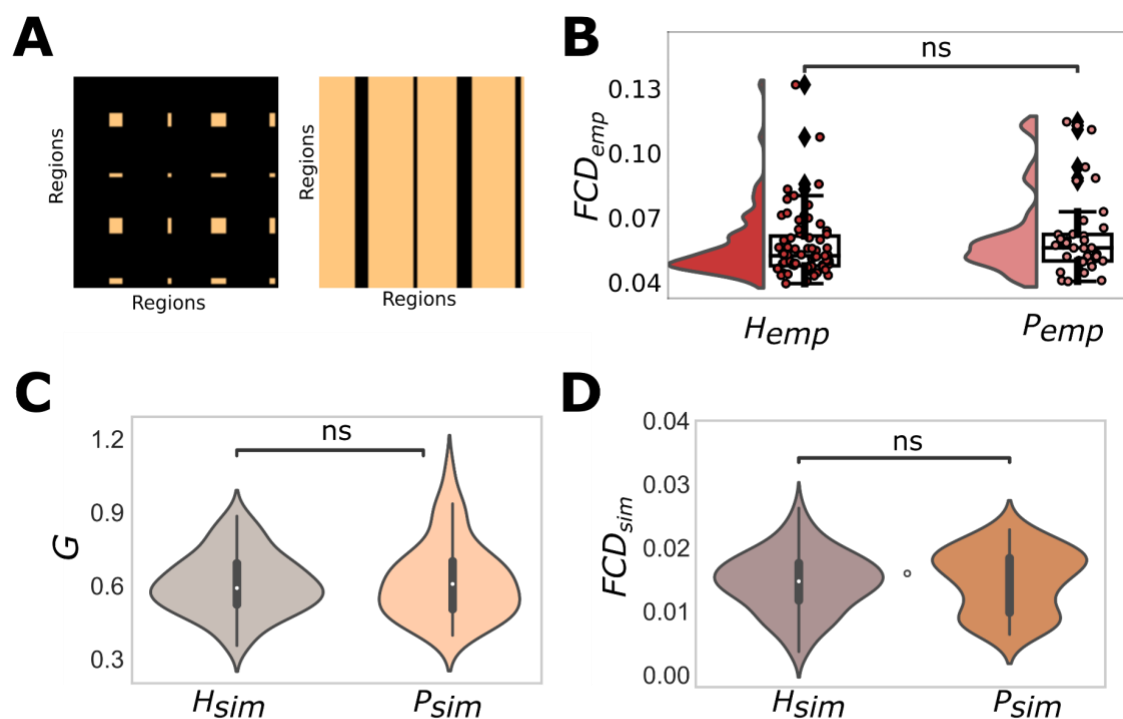 A
Regions
Regions
Regions
Regions
B
ns
FCDemp
0.13
0.10
0.07
0.04
Hemp
Pemp
C
ns
G
1.2
0.9
0.6
0.3
Hsim
Psim
D
ns
FCDsim
0.04
0.03
0.02
0.01
0.00
Hsim
Psim